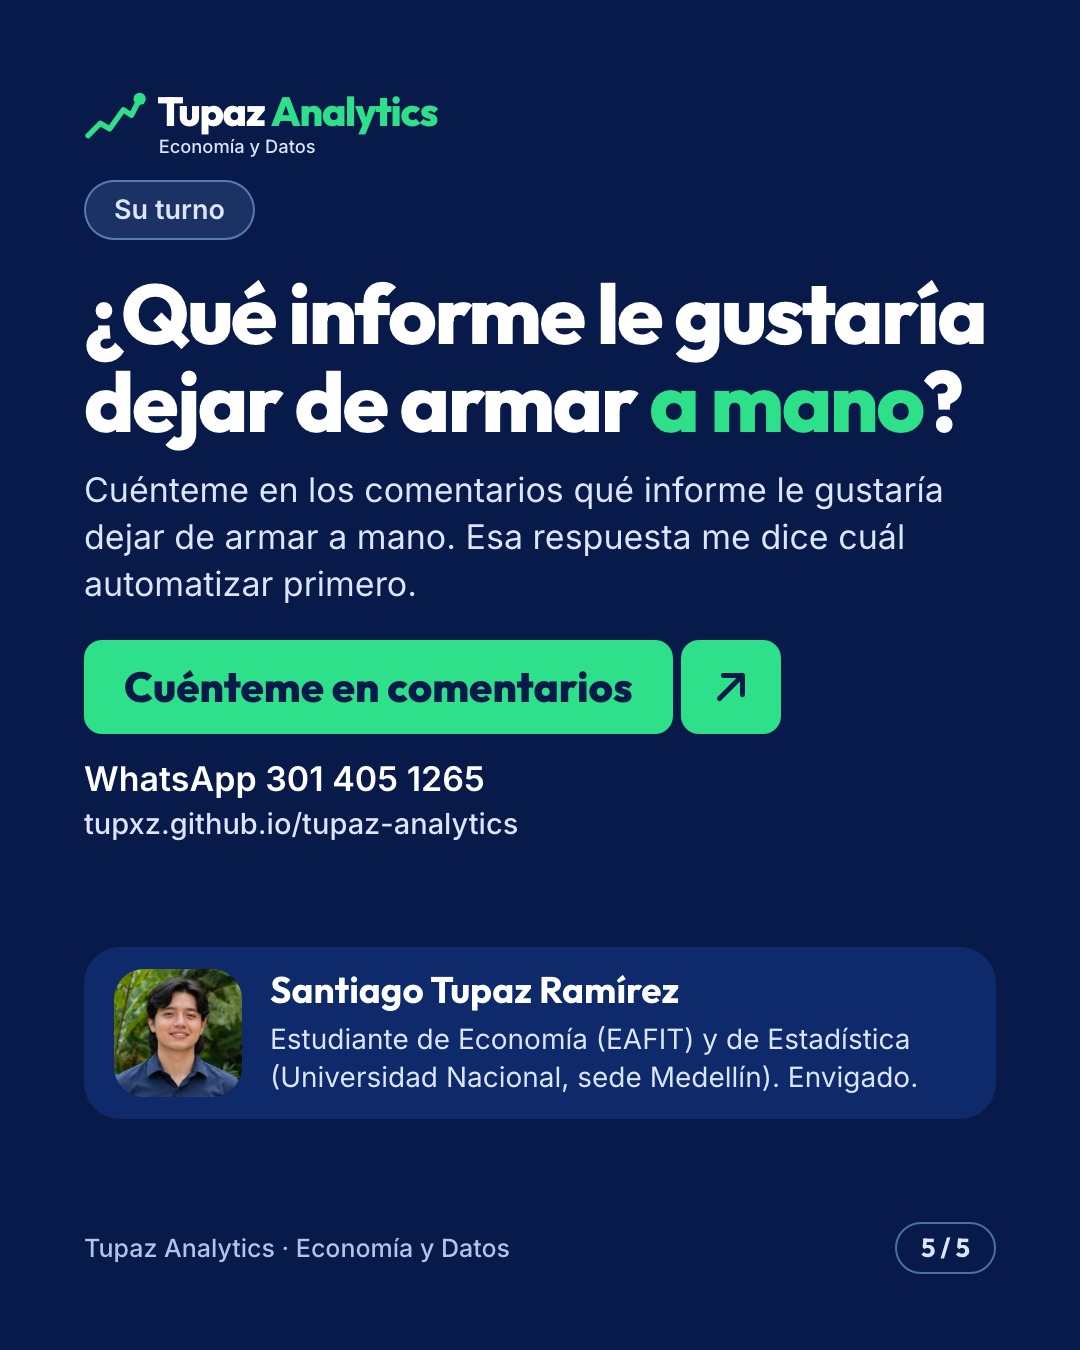 Tupaz Analytics
Economía y Datos
Su turno
¿Qué informe le gustaría
dejar de armar a mano?
Cuénteme en los comentarios qué informe le gustaría
dejar de armar a mano. Esa respuesta me dice cuál
automatizar primero.
Cuénteme en comentarios
WhatsApp 301 405 1265
tupxz.github.io/tupaz-analytics
Santiago Tupaz Ramírez
Estudiante de Economía (EAFIT) y de Estadística
(Universidad Nacional, sede Medellín). Envigado.
Tupaz Analytics · Economía y Datos
5 / 5